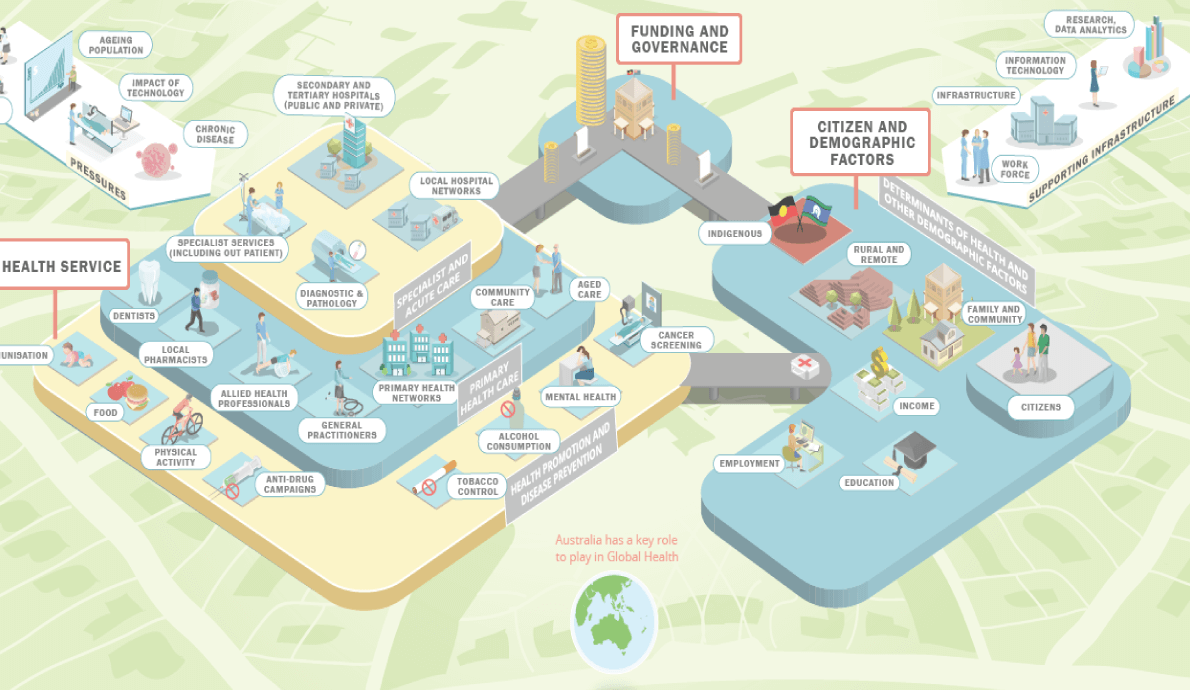 AGEING
POPULATION
IMPACT OF
TECHNOLOGY
CHRONIC
DISEASE
PRESSURES
FUNDING AND
GOVERNANCE
RESEARCH,
DATA ANALYTICS
INFORMATION
TECHNOLOGY
INFRASTRUCTURE
WORK
FORCE
SUPPORTING INFRASTRUCTURE
SECONDARY AND
TERTIARY HOSPITALS
(PUBLIC AND PRIVATE)
LOCAL HOSPITAL
NETWORKS
SPECIALIST SERVICES
(INCLUDING OUT PATIENT)
DIAGNOSTIC &
PATHOLOGY
SPECIALIST AND
ACUTE CARE
CITIZEN AND
DEMOGRAPHIC
FACTORS
DETERMINANTS OF HEALTH AND
OTHER DEMOGRAPHIC FACTORS
INDIGENOUS
RURAL AND
REMOTE
FAMILY AND
COMMUNITY
CITIZENS
INCOME
EMPLOYMENT
EDUCATION
HEALTH SERVICE
DENTISTS
LOCAL
PHARMACISTS
ALLIED HEALTH
PROFESSIONALS
GENERAL
PRACTITIONERS
PRIMARY HEALTH
NETWORKS
COMMUNITY
CARE
AGED
CARE
PRIMARY
HEALTH CARE
UNISATION
FOOD
PHYSICAL
ACTIVITY
ANTI-DRUG
CAMPAIGNS
TOBACCO
CONTROL
ALCOHOL
CONSUMPTION
MENTAL HEALTH
CANCER
SCREENING
HEALTH PROMOTION AND
DISEASE PREVENTION
Australia has a key role
to play in Global Health